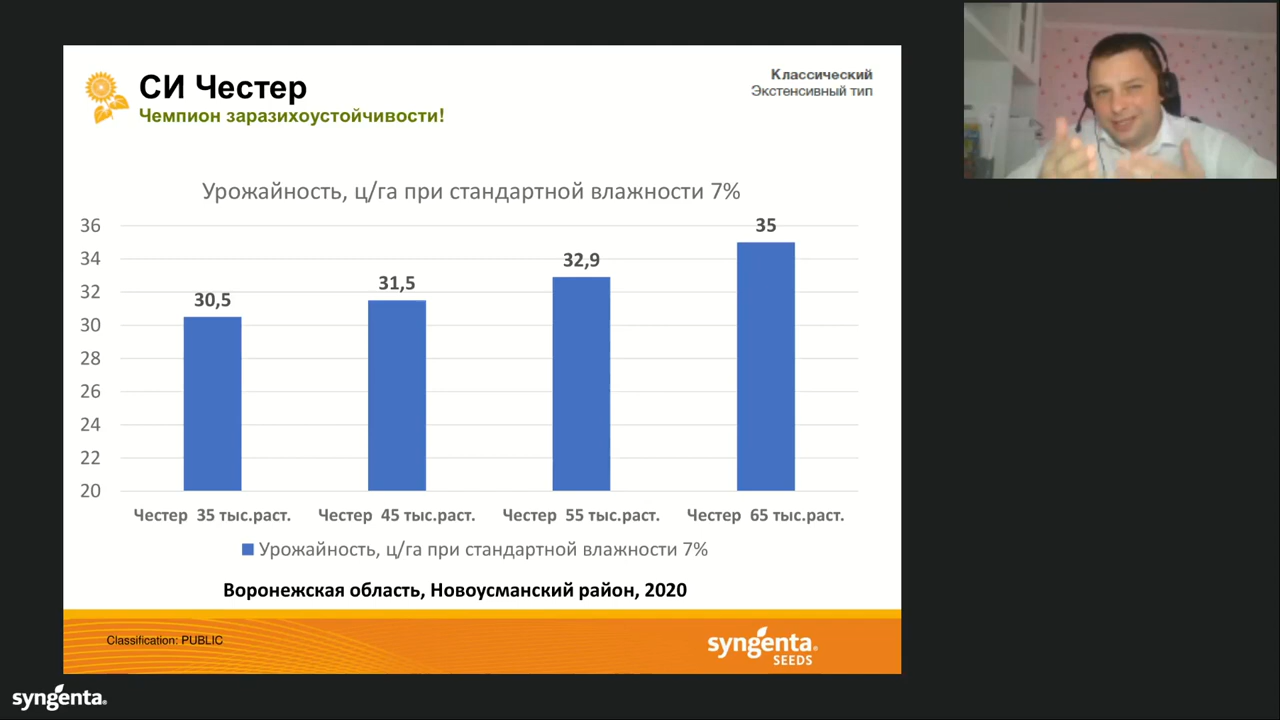 СИ Честер
Чемпион заразихоустойчивости!
Классический
Экстенсивный тип
Урожайность, ц/га при стандартной влажности 7%
36
34
32
30
28
26
24
22
20
30,5
31,5
32,9
35
Честер 35 тыс.раст.
Честер 45 тыс.раст.
Честер 55 тыс.раст.
Честер 65 тыс.раст.
Урожайность, ц/га при стандартной влажности 7%
Воронежская область, Новоусманский район, 2020
Classification: PUBLIC
syngenta.
SEEDS
syngenta.